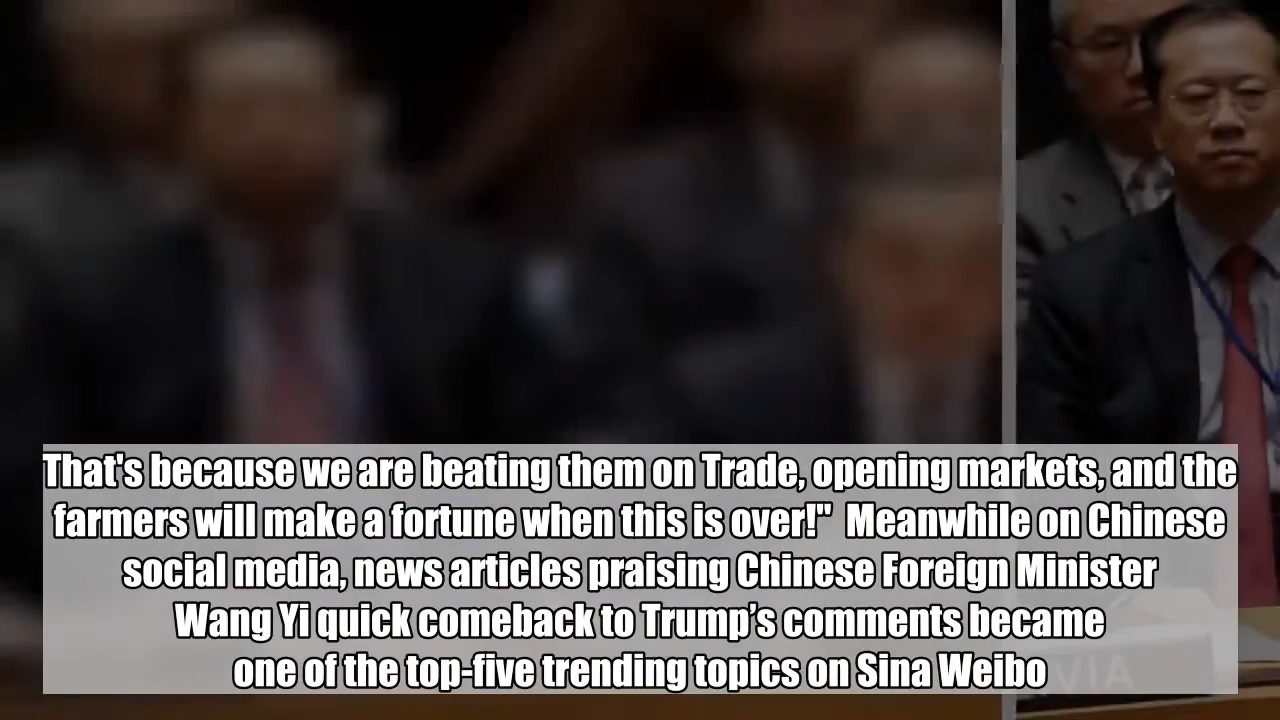 That's because we are beating them on Trade, opening markets, and the
farmers will make a fortune when this is over!"  Meanwhile on Chinese
social media, news articles praising Chinese Foreign Minister
Wang Yi quick comeback to Trump’s comments became
one of the top-five trending topics on Sina Weibo